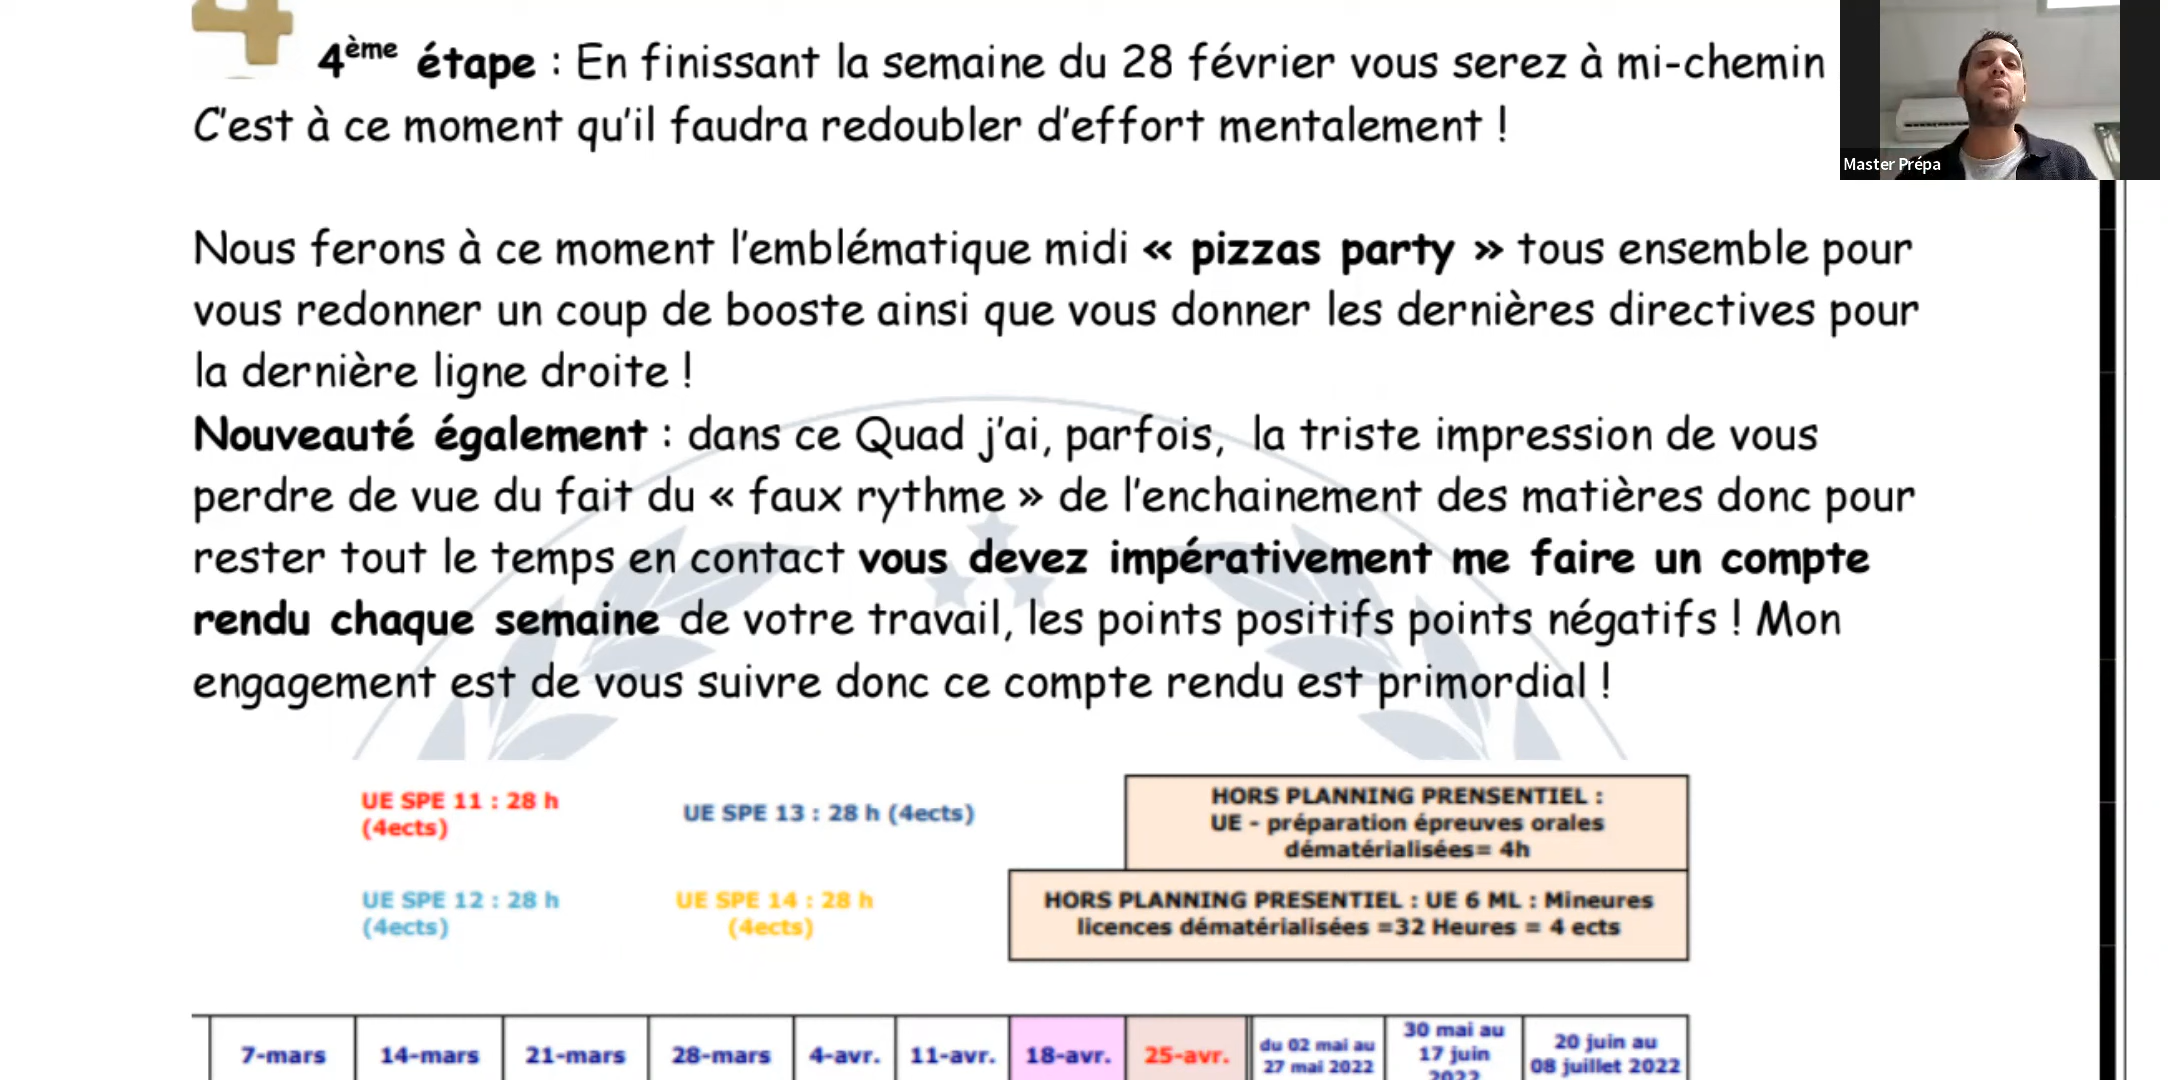 4
4ème étape : En finissant la semaine du 28 février vous serez à mi-chemin
C'est à ce moment qu'il faudra redoubler d'effort mentalement !
Nous ferons à ce moment l'emblématique midi « pizzas party » tous ensemble pour
vous redonner un coup de booste ainsi que vous donner les dernières directives pour
la dernière ligne droite !
Nouveauté également : dans ce Quad j'ai, parfois, la triste impression de vous
perdre de vue du fait du « faux rythme » de l'enchainement des matières donc pour
rester tout le temps en contact vous devez impérativement me faire un compte
rendu chaque semaine de votre travail, les points positifs points négatifs ! Mon
engagement est de vous suivre donc ce compte rendu est primordial !
Master Prépa
UE SPE 11 : 28 h
(4ects)
UE SPE 13 : 28 h (4ects)
UE SPE 12 : 28 h
(4ects)
UE SPE 14 : 28 h
(4ects)
HORS PLANNING PRENSENTIEL :
UE - préparation épreuves orales
dématérialisées= 4h
HORS PLANNING PRESENTIEL : UE 6 ML : Mineures
licences dématérialisées =32 Heures = 4 ects
7-mars
14-mars
21-mars
28-mars
4-avr.
11-avr.
18-avr.
25-avr.
du 02 mai au
27 mai 2022
30 mai au
17 juin
2022
20 juin au
08 juillet 2022